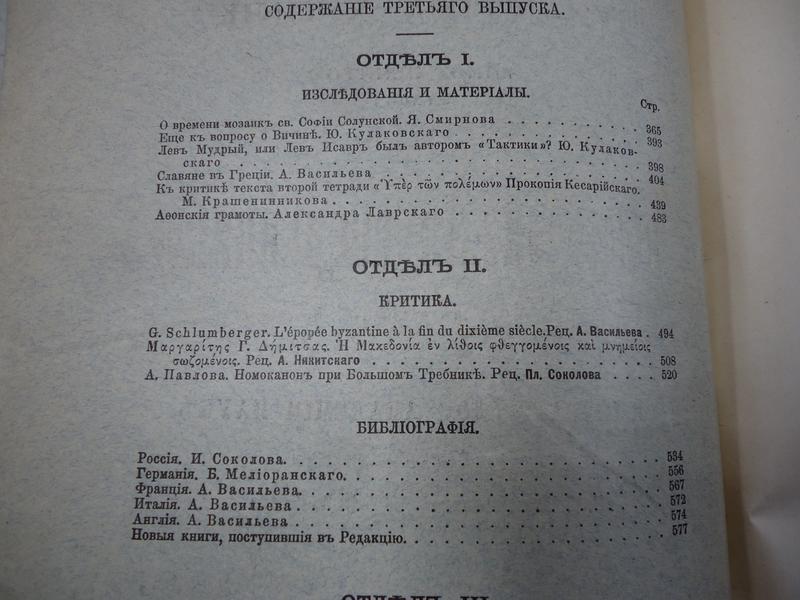 СОДЕРЖАНІЕ ТРЕТЬЯГО ВЫПУСКА.
ОТДѢЛЪ I.
ИЗСЛѢДОВАНІЯ И МАТЕРІАЛЫ.
Стр.
О времени мозаикъ св. Софіи Солунской. Я. Смирнова . . . . . . . . . . 365
Еще къ вопросу о Вичинѣ. Ю. Кулаковскаго . . . . . . . . . . . . . . . 393
Левъ Мудрый, или Левъ Исавръ былъ авторомъ «Тактики»? Ю. Кулаков-
скаго . . . . . . . . . . . . . . . . . . . . . . . . . . . . . . 398
Славяне въ Греціи. А. Васильева . . . . . . . . . . . . . . . . . . . 404
Къ критикѣ текста второй тетради «Ὑπὲρ τῶν πολέμων» Прокопія Кесарійскаго.
М. Крашенинникова . . . . . . . . . . . . . . . . . . . . . . . 439
Аѳонскія грамоты. Александра Лаврскаго . . . . . . . . . . . . . . . 483
ОТДѢЛЪ II.
КРИТИКА.
G. Schlumberger. L'épopée byzantine à la fin du dixième siècle. Рец. А. Васильева . 494
Μαργαρίτης Γ. Δήμιτσας. Ἡ Μακεδονία ἐν λίθοις φθεγγομένοις καὶ μνημείοις
σωζομένοις. Рец. А. Никитскаго . . . . . . . . . . . . . . . . . . . . 508
А. Павлова. Номоканонъ при Большомъ Требникѣ. Рец. Пл. Соколова . . . . 520
БИБЛІОГРАФІЯ.
Россія. И. Соколова. . . . . . . . . . . . . . . . . . . . . . . . . . 534
Германія. Б. Меліоранскаго. . . . . . . . . . . . . . . . . . . . . . . 556
Франція. А. Васильева. . . . . . . . . . . . . . . . . . . . . . . . . 567
Италія. А. Васильева . . . . . . . . . . . . . . . . . . . . . . . . . 572
Англія. А. Васильева . . . . . . . . . . . . . . . . . . . . . . . . . 574
Новыя книги, поступившія въ Редакцію. . . . . . . . . . . . . . . . . . 577
ОТДѢЛЪ III.